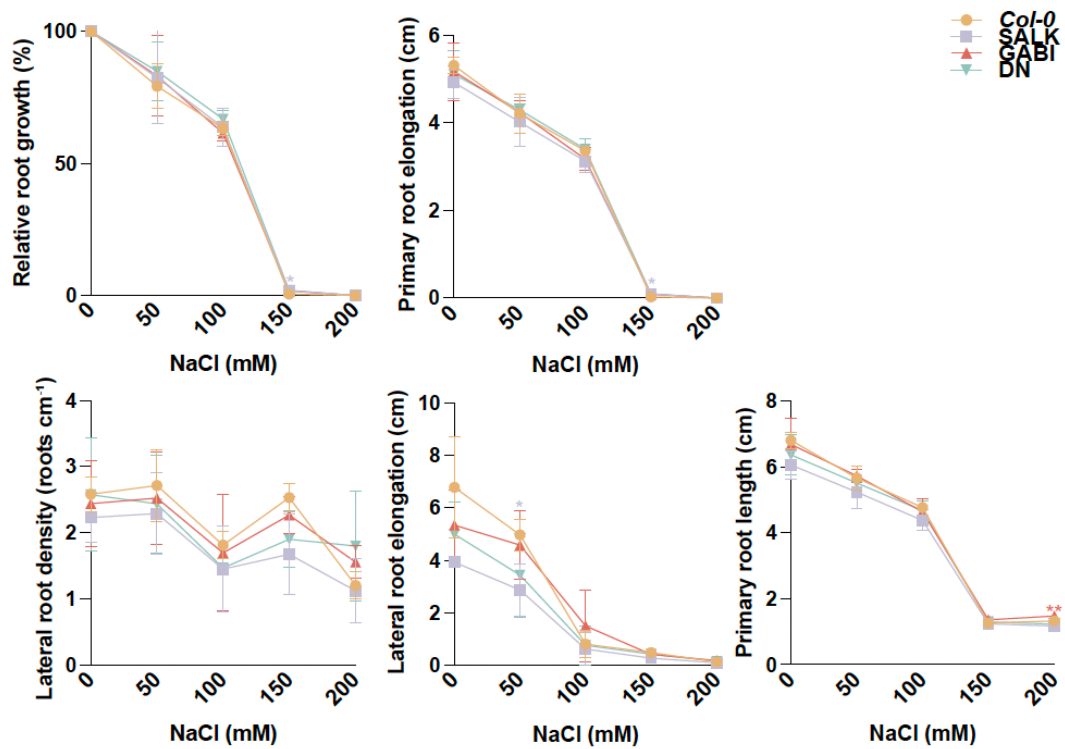 Col-0
SALK
GABI
DN
Relative root growth (%)
100
50
0
0 50 100 150 200
*
NaCl (mM)
Primary root elongation (cm)
6
4
2
0
0 50 100 150 200
*
NaCl (mM)
Lateral root density (roots cm⁻¹)
4
3
2
1
0
0 50 100 150 200
NaCl (mM)
Lateral root elongation (cm)
10
8
6
4
2
0
0 50 100 150 200
*
NaCl (mM)
Primary root length (cm)
8
6
4
2
0
0 50 100 150 200
**
NaCl (mM)